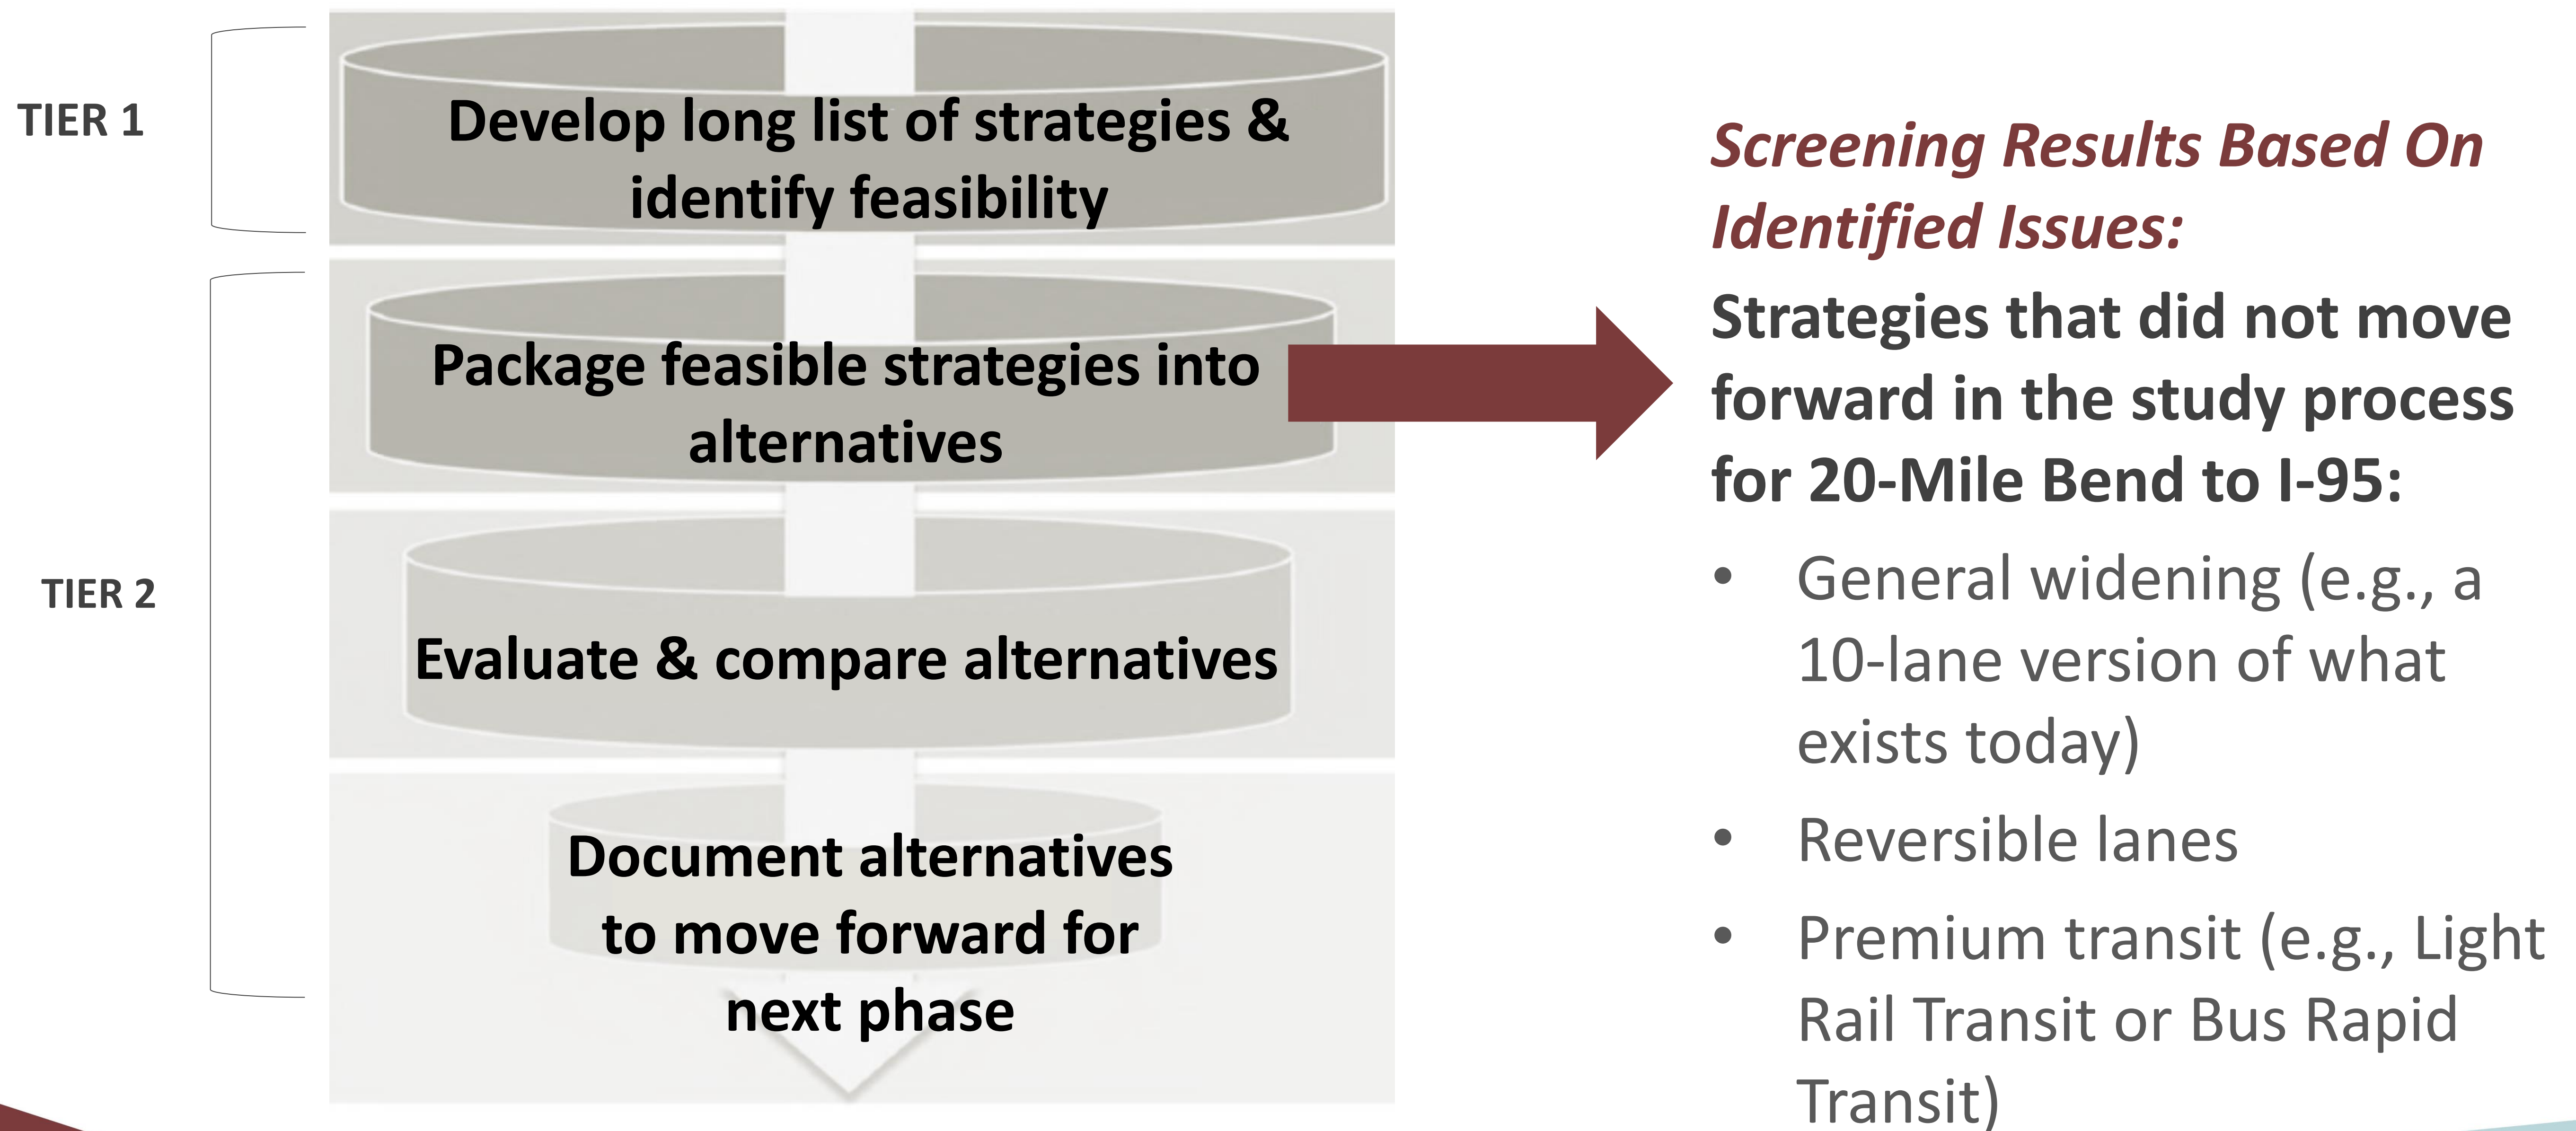 TIER 1
Develop long list of strategies &
identify feasibility
Package feasible strategies into
alternatives
TIER 2
Evaluate & compare alternatives
Document alternatives
to move forward for
next phase
Screening Results Based On
Identified Issues:
Strategies that did not move
forward in the study process
for 20-Mile Bend to I-95:
• General widening (e.g., a
10-lane version of what
exists today)
• Reversible lanes
• Premium transit (e.g., Light
Rail Transit or Bus Rapid
Transit)